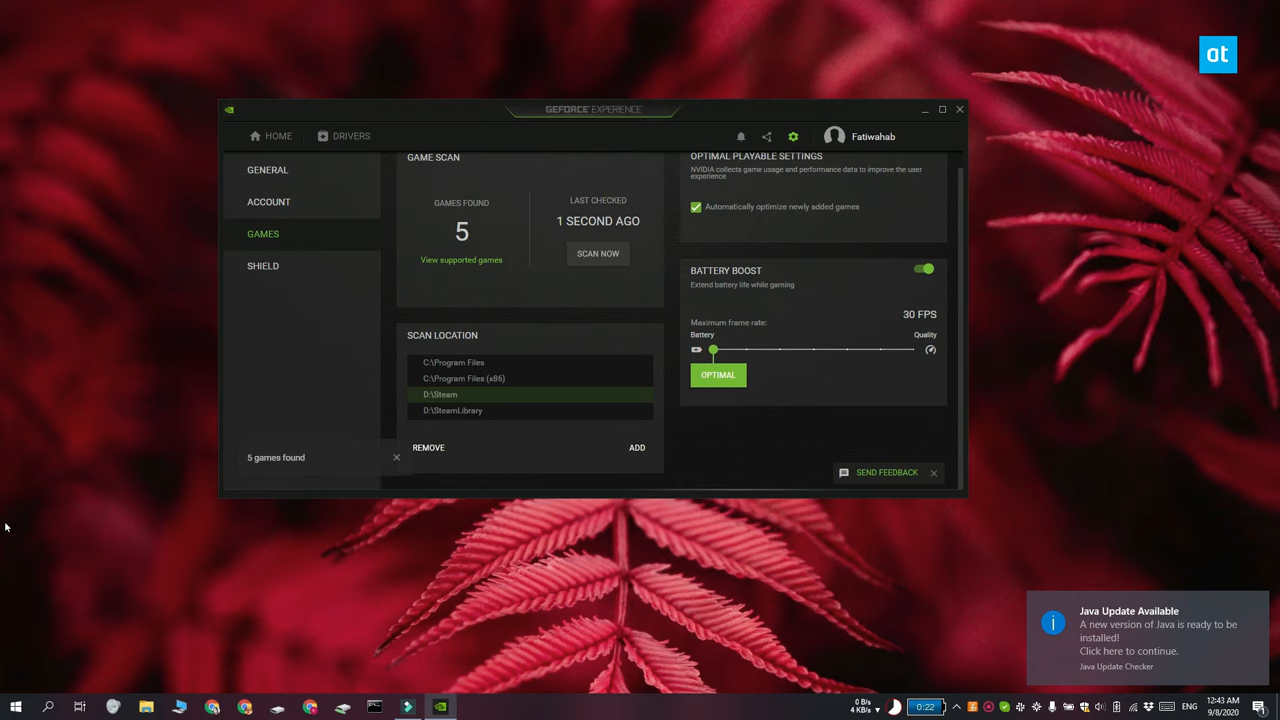 at
GEFORCE EXPERIENCE
HOME
DRIVERS
Fatiwahab
GENERAL
ACCOUNT
GAMES
SHIELD
5 games found
GAME SCAN
GAMES FOUND
5
View supported games
LAST CHECKED
1 SECOND AGO
SCAN NOW
SCAN LOCATION
C:\Program Files
C:\Program Files (x86)
D:\Steam
D:\SteamLibrary
REMOVE
ADD
OPTIMAL PLAYABLE SETTINGS
NVIDIA collects game usage and performance data to improve the user
experience
Automatically optimize newly added games
BATTERY BOOST
Extend battery life while gaming
30 FPS
Maximum frame rate:
Battery
Quality
OPTIMAL
SEND FEEDBACK
Java Update Available
A new version of Java is ready to be
installed!
Click here to continue.
Java Update Checker
0 B/s
4 KB/s
0:22
ENG
12:43 AM
9/8/2020